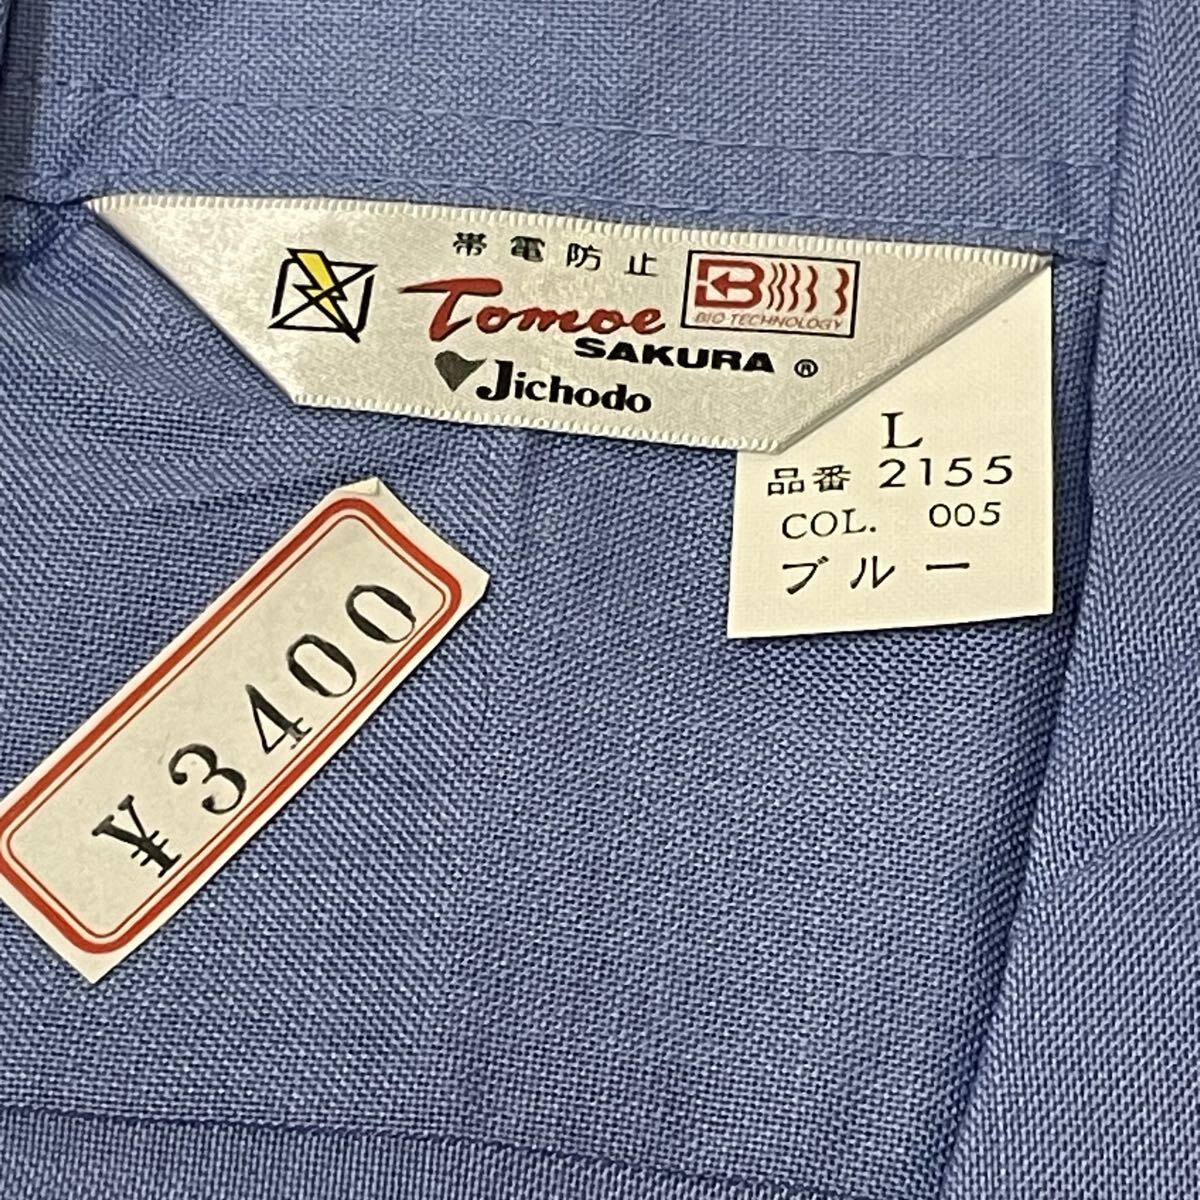 帯電防止
Tomoe
BIO TECHNOLOGY
SAKURA ®
Jichodo
L
品番 2155
COL. 005
ブルー
¥3400